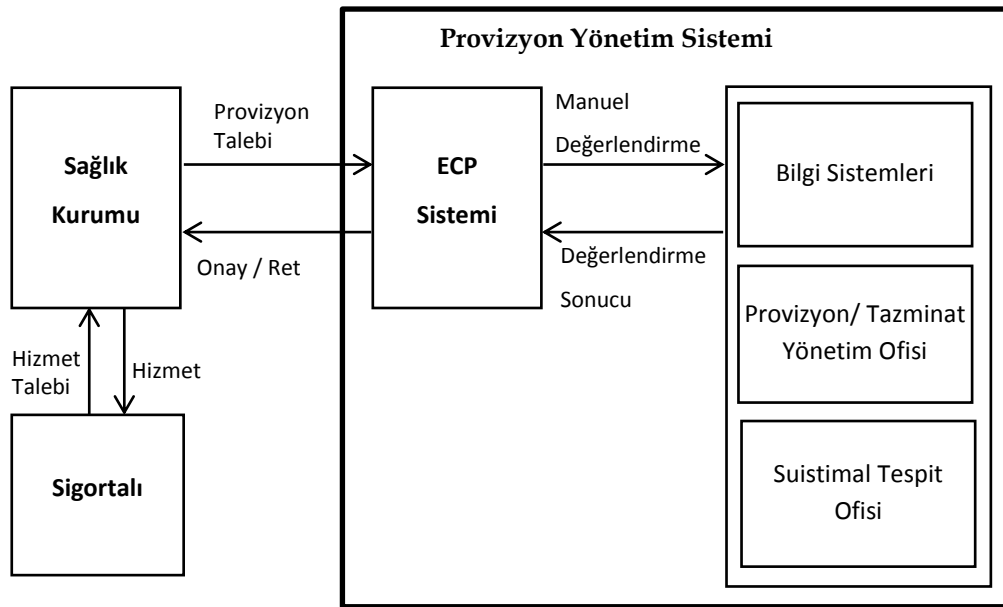 Provizyon Yönetim Sistemi
Sağlık
Kurumu
Provizyon
Talebi
Onay / Ret
ECP
Sistemi
Manuel
Değerlendirme
Değerlendirme
Sonucu
Bilgi Sistemleri
Provizyon/ Tazminat
Yönetim Ofisi
Suistimal Tespit
Ofisi
Hizmet
Talebi
Hizmet
Sigortalı